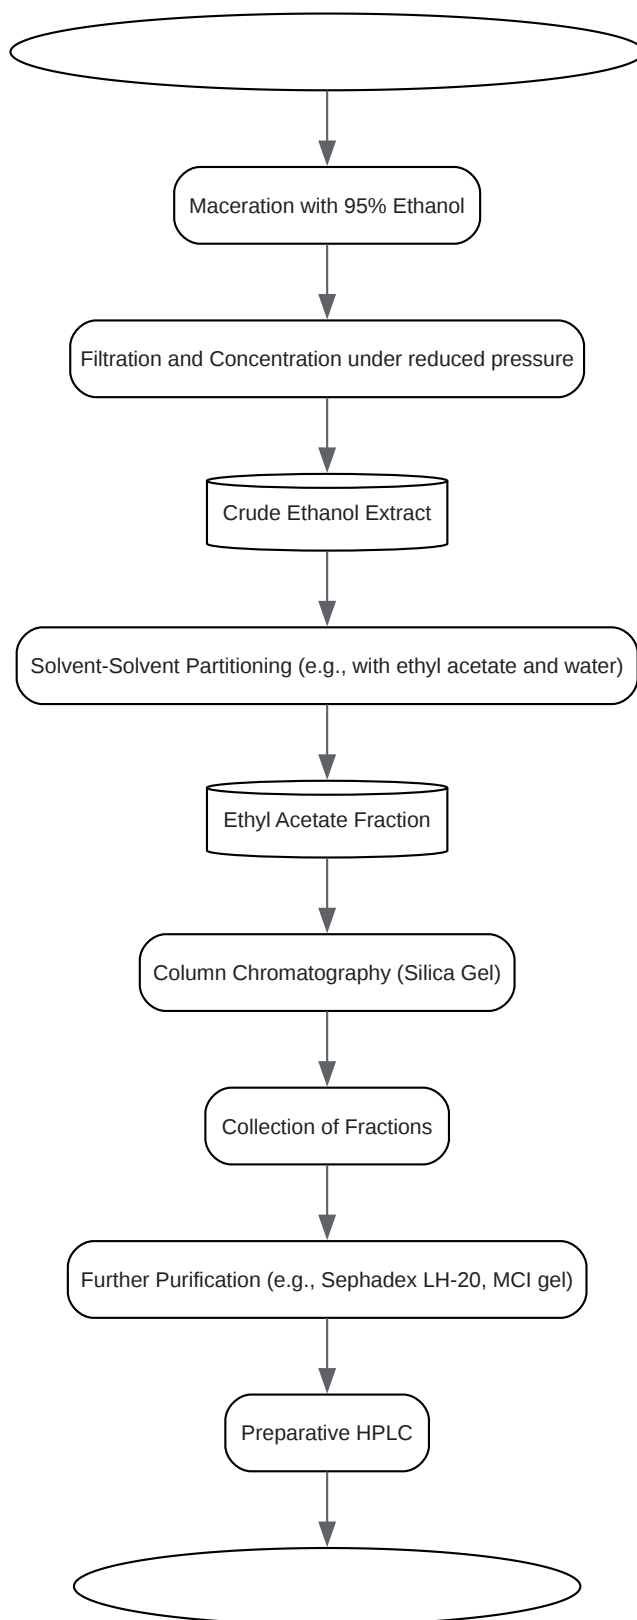 Maceration with 95% Ethanol
Filtration and Concentration under reduced pressure
Crude Ethanol Extract
Solvent-Solvent Partitioning (e.g., with ethyl acetate and water)
Ethyl Acetate Fraction
Column Chromatography (Silica Gel)
Collection of Fractions
Further Purification (e.g., Sephadex LH-20, MCI gel)
Preparative HPLC